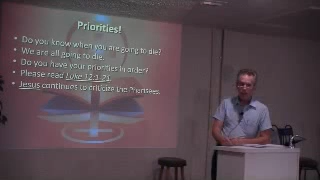 Priorities!
• Do you know when you are going to die?
• We are all going to die.
• Do you have your priorities in order?
• Please read Luke 12:1-21.
• Jesus continues to criticize the Pharisees.